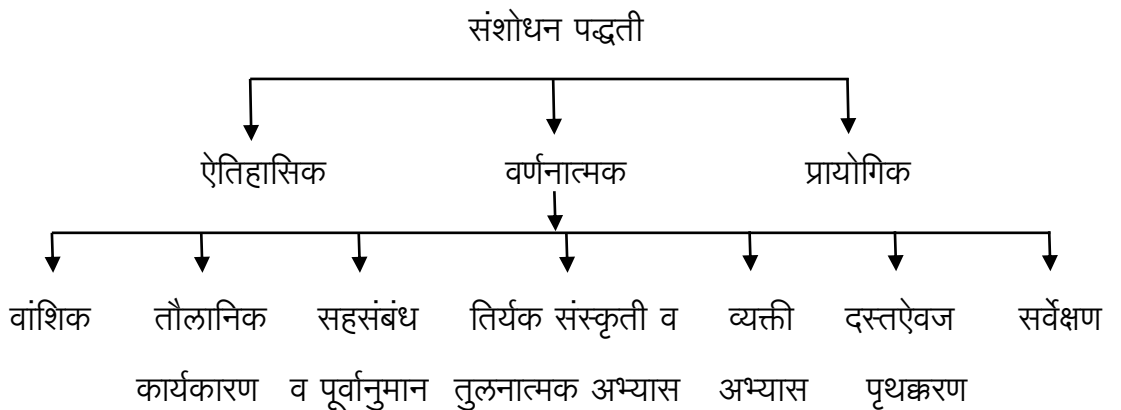 संशोधन पद्धती
ऐतिहासिक वर्णनात्मक प्रायोगिक
वांशिक तौलानिक सहसंबंध तिर्यक संस्कृती व व्यक्ती दस्तऐवज सर्वेक्षण
कार्यकारण व पूर्वानुमान तुलनात्मक अभ्यास अभ्यास पृथक्करण